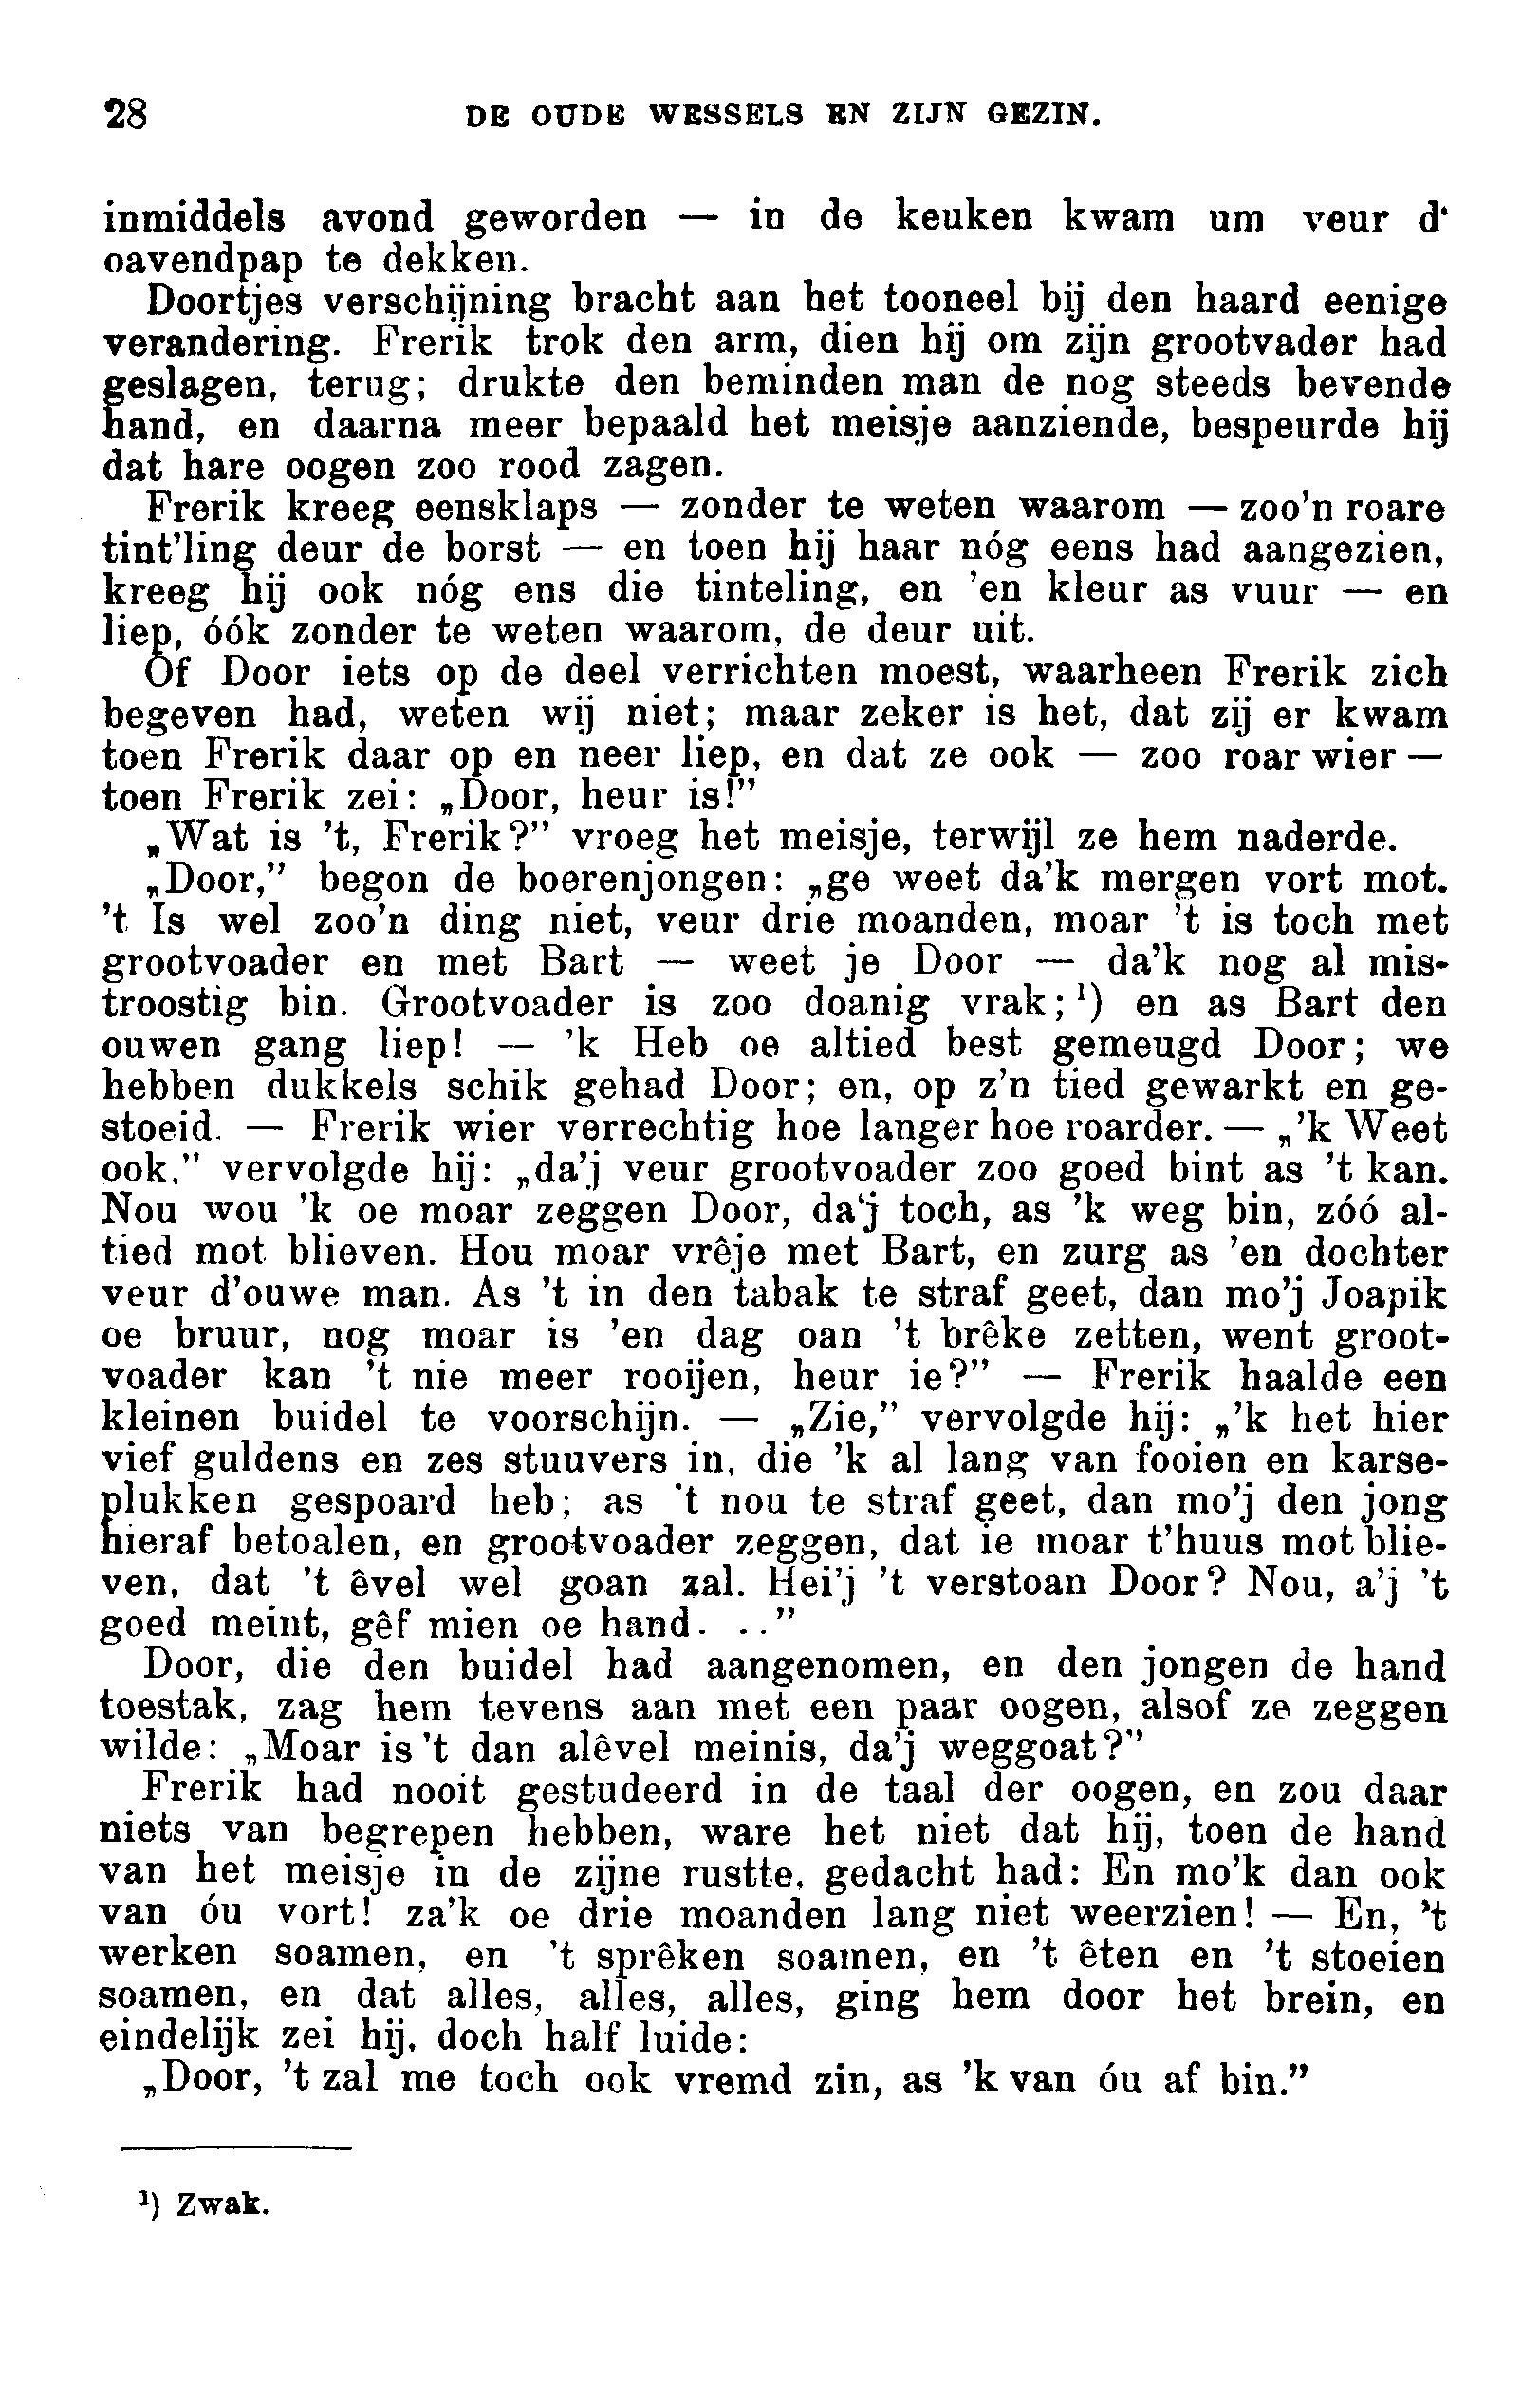 28 DE OUDE WESSELS EN ZIJN GEZIN.
inmiddels avond geworden — in de keuken kwam um veur d'
oavendpap te dekken.
Doortjes verschijning bracht aan het tooneel bij den haard eenige
verandering. Frerik trok den arm, dien hij om zijn grootvader had
geslagen, terug; drukte den beminden man de nog steeds bevende
hand, en daarna meer bepaald het meisje aanziende, bespeurde hij
dat hare oogen zoo rood zagen.
Frerik kreeg eensklaps — zonder te weten waarom — zoo'n roare
tint'ling deur de borst — en toen hij haar nóg eens had aangezien,
kreeg hij ook nóg ens die tinteling, en 'en kleur as vuur — en
liep, óók zonder te weten waarom, de deur uit.
Of Door iets op de deel verrichten moest, waarheen Frerik zich
begeven had, weten wij niet; maar zeker is het, dat zij er kwam
toen Frerik daar op en neer liep, en dat ze ook — zoo roar wier —
toen Frerik zei: „Door, heur is!”
„Wat is 't, Frerik?” vroeg het meisje, terwijl ze hem naderde.
„Door,” begon de boerenjongen: „ge weet da'k mergen vort mot.
't Is wel zoo'n ding niet, veur drie moanden, moar 't is toch met
grootvoader en met Bart — weet je Door — da'k nog al mis-
troostig bin. Grootvoader is zoo doanig vrak; ¹) en as Bart den
ouwen gang liep! — 'k Heb oe altied best gemeugd Door; we
hebben dukkels schik gehad Door; en, op z'n tied gewarkt en ge-
stoeid. — Frerik wier verrechtig hoe langer hoe roarder. — „'k Weet
ook,” vervolgde hij: „da'j veur grootvoader zoo goed bint as 't kan.
Nou wou 'k oe moar zeggen Door, da'j toch, as 'k weg bin, zóó al-
tied mot blieven. Hou moar vrêje met Bart, en zurg as 'en dochter
veur d'ouwe man. As 't in den tabak te straf geet, dan mo'j Joapik
oe bruur, nog moar is 'en dag oan 't brêke zetten, went groot-
voader kan 't nie meer rooijen, heur ie?” — Frerik haalde een
kleinen buidel te voorschijn. — „Zie,” vervolgde hij: „'k het hier
vief guldens en zes stuuvers in, die 'k al lang van fooien en karse-
plukken gespoard heb; as 't nou te straf geet, dan mo'j den jong
hieraf betoalen, en grootvoader zeggen, dat ie moar t'huus mot blie-
ven, dat 't êvel wel goan zal. Hei'j 't verstoan Door? Nou, a'j 't
goed meint, gêf mien oe hand. ..”
Door, die den buidel had aangenomen, en den jongen de hand
toestak, zag hem tevens aan met een paar oogen, alsof ze zeggen
wilde: „Moar is 't dan alêvel meinis, da'j weggoat?”
Frerik had nooit gestudeerd in de taal der oogen, en zou daar
niets van begrepen hebben, ware het niet dat hij, toen de hand
van het meisje in de zijne rustte, gedacht had: En mo'k dan ook
van óu vort! za'k oe drie moanden lang niet weerzien! — En, 't
werken soamen, en 't sprêken soamen, en 't êten en 't stoeien
soamen, en dat alles, alles, alles, ging hem door het brein, en
eindelijk zei hij, doch half luide:
„Door, 't zal me toch ook vremd zin, as 'k van óu af bin.”
¹) Zwak.